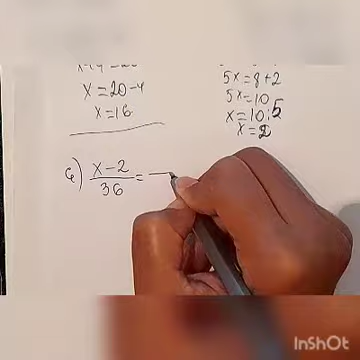 x = 20 - 4
x = 16
5x = 8 + 2
5x = 10
x = 10 : 5
x = 2
x - 2 =
36
InShOt